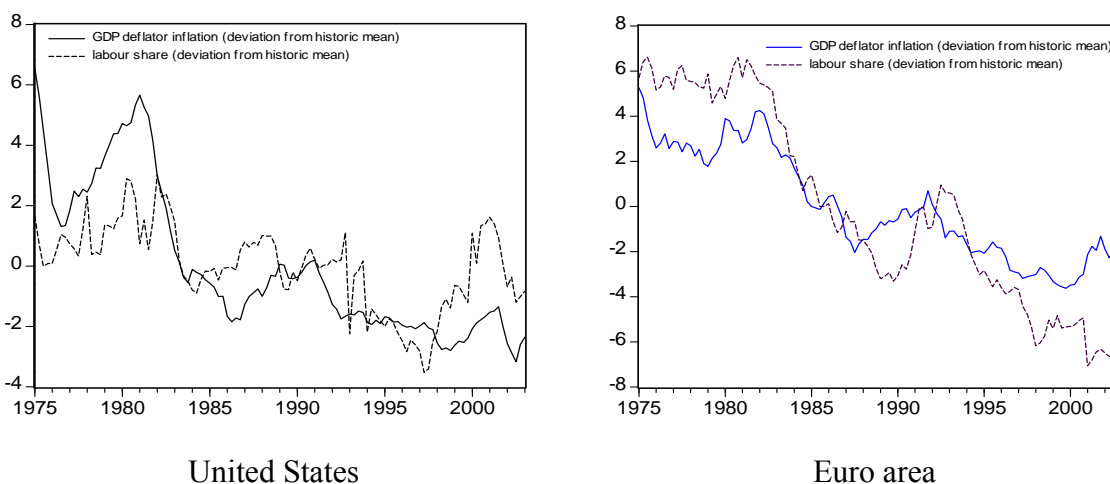 8
6
4
2
0
-2
-4
GDP deflator inflation (deviation from historic mean)
labour share (deviation from historic mean)
1975 1980 1985 1990 1995 2000
United States
8
6
4
2
0
-2
-4
-6
-8
GDP deflator inflation (deviation from historic mean)
labour share (deviation from historic mean)
1975 1980 1985 1990 1995 2000
Euro area